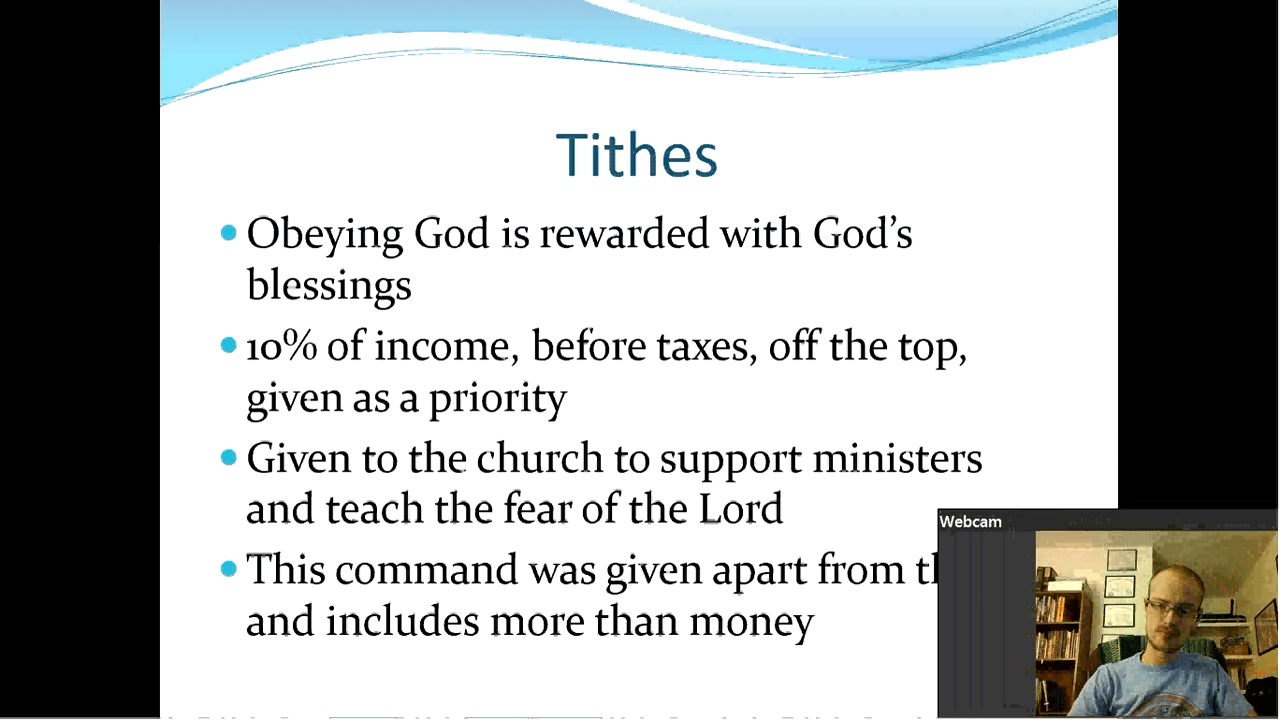 Tithes
Obeying God is rewarded with God's
blessings
10% of income, before taxes, off the top,
given as a priority
Given to the church to support ministers
and teach the fear of the Lord
This command was given apart from
and includes more than money
Webcam